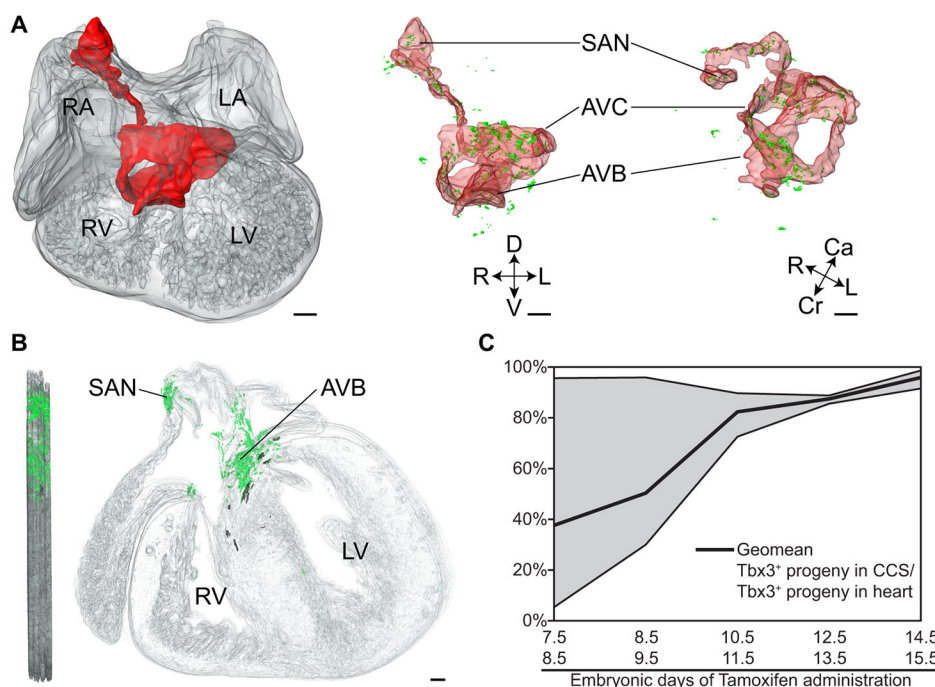 A
RA
LA
RV
LV
SAN
AVC
AVB
D
R
L
V
Ca
R
L
Cr
B
SAN
AVB
LV
RV
C
100%
80%
60%
40%
20%
0%
Geomean
Tbx3⁺ progeny in CCS/
Tbx3⁺ progeny in heart
7.5 8.5 10.5 12.5 14.5
8.5 9.5 11.5 13.5 15.5
Embryonic days of Tamoxifen administration